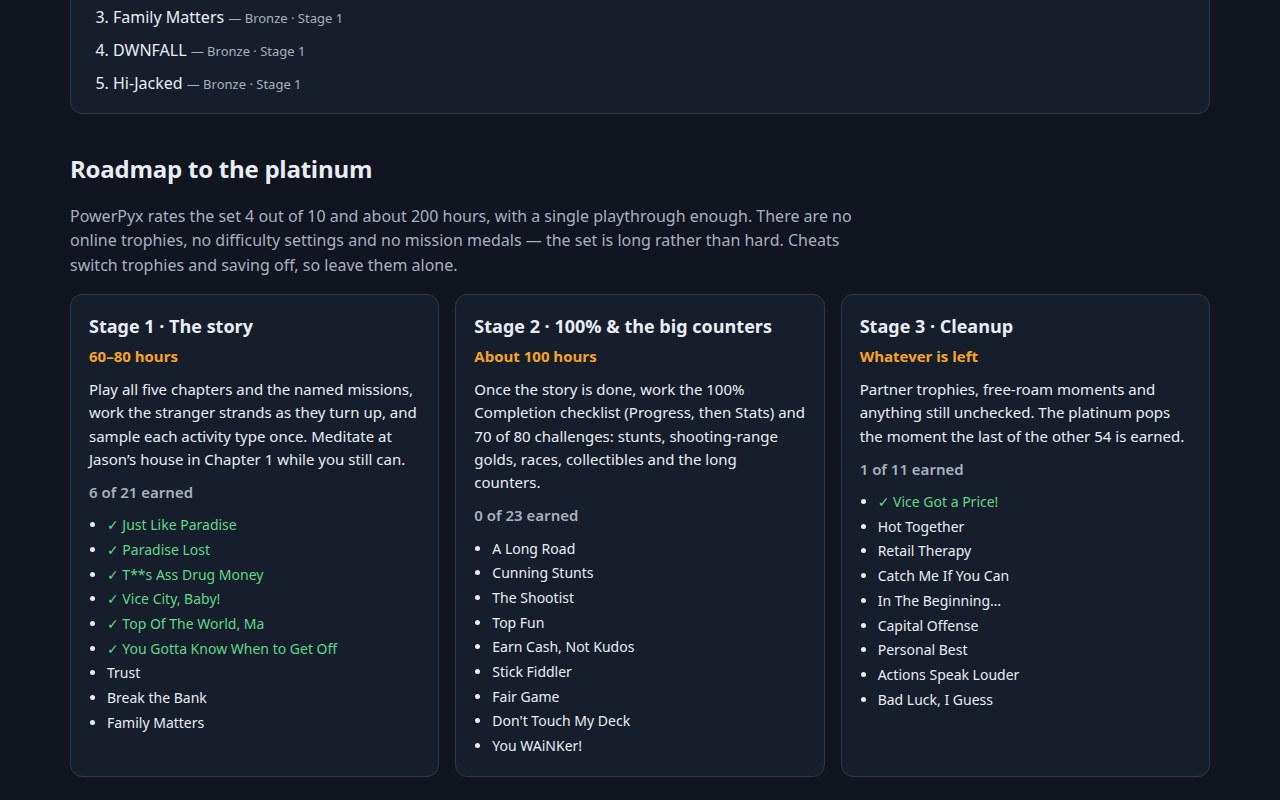 3. Family Matters — Bronze · Stage 1
4. DWNFALL — Bronze · Stage 1
5. Hi-Jacked — Bronze · Stage 1
Roadmap to the platinum
PowerPyx rates the set 4 out of 10 and about 200 hours, with a single playthrough enough. There are no
online trophies, no difficulty settings and no mission medals — the set is long rather than hard. Cheats
switch trophies and saving off, so leave them alone.
Stage 1 · The story
60–80 hours
Play all five chapters and the named missions,
work the stranger strands as they turn up, and
sample each activity type once. Meditate at
Jason’s house in Chapter 1 while you still can.
6 of 21 earned
• ✓ Just Like Paradise
• ✓ Paradise Lost
• ✓ T**s Ass Drug Money
• ✓ Vice City, Baby!
• ✓ Top Of The World, Ma
• ✓ You Gotta Know When to Get Off
• Trust
• Break the Bank
• Family Matters
Stage 2 · 100% & the big counters
About 100 hours
Once the story is done, work the 100%
Completion checklist (Progress, then Stats) and
70 of 80 challenges: stunts, shooting-range
golds, races, collectibles and the long
counters.
0 of 23 earned
• A Long Road
• Cunning Stunts
• The Shootist
• Top Fun
• Earn Cash, Not Kudos
• Stick Fiddler
• Fair Game
• Don't Touch My Deck
• You WAiNKer!
Stage 3 · Cleanup
Whatever is left
Partner trophies, free-roam moments and
anything still unchecked. The platinum pops
the moment the last of the other 54 is earned.
1 of 11 earned
• ✓ Vice Got a Price!
• Hot Together
• Retail Therapy
• Catch Me If You Can
• In The Beginning...
• Capital Offense
• Personal Best
• Actions Speak Louder
• Bad Luck, I Guess